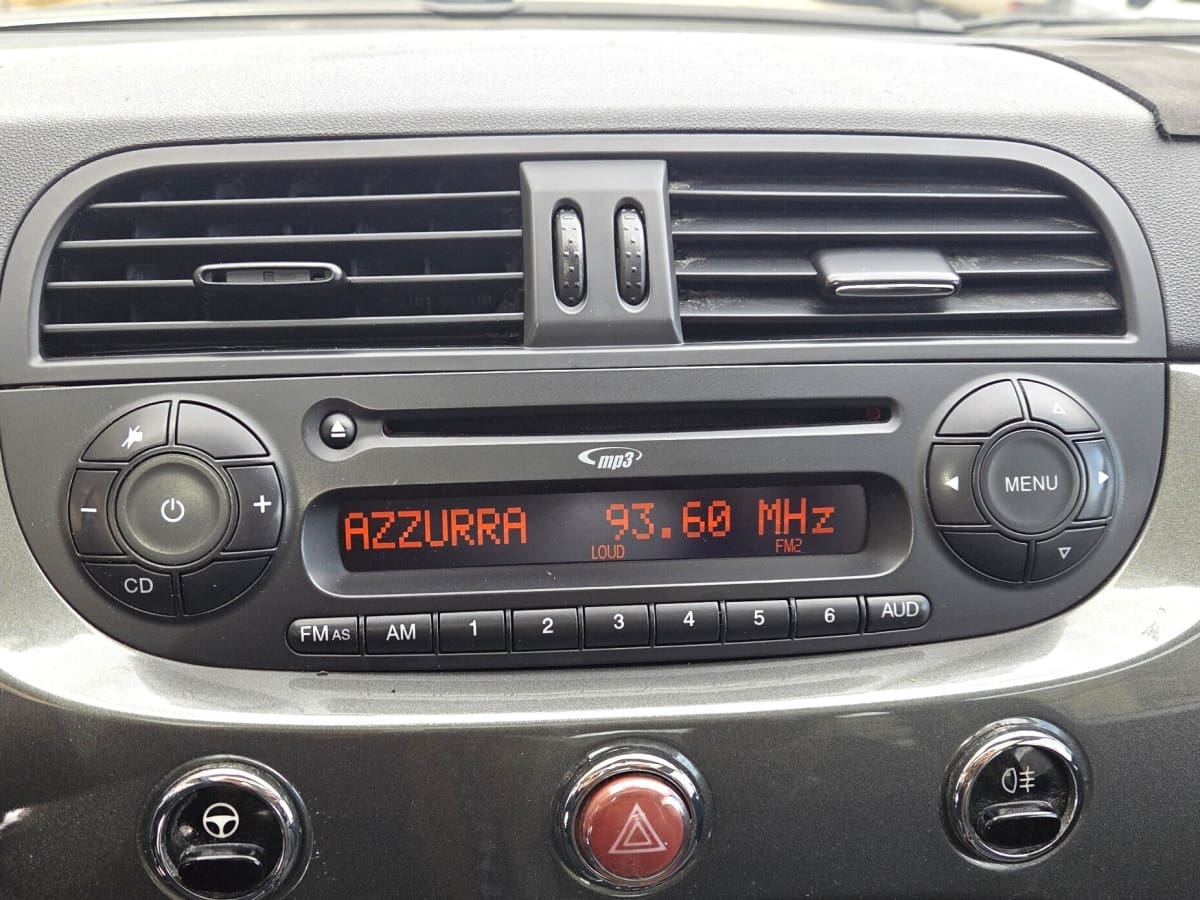 mp3
AZZURRA 93.60 MHz
LOUD FM2
MENU
CD
FM AS AM 1 2 3 4 5 6 AUD